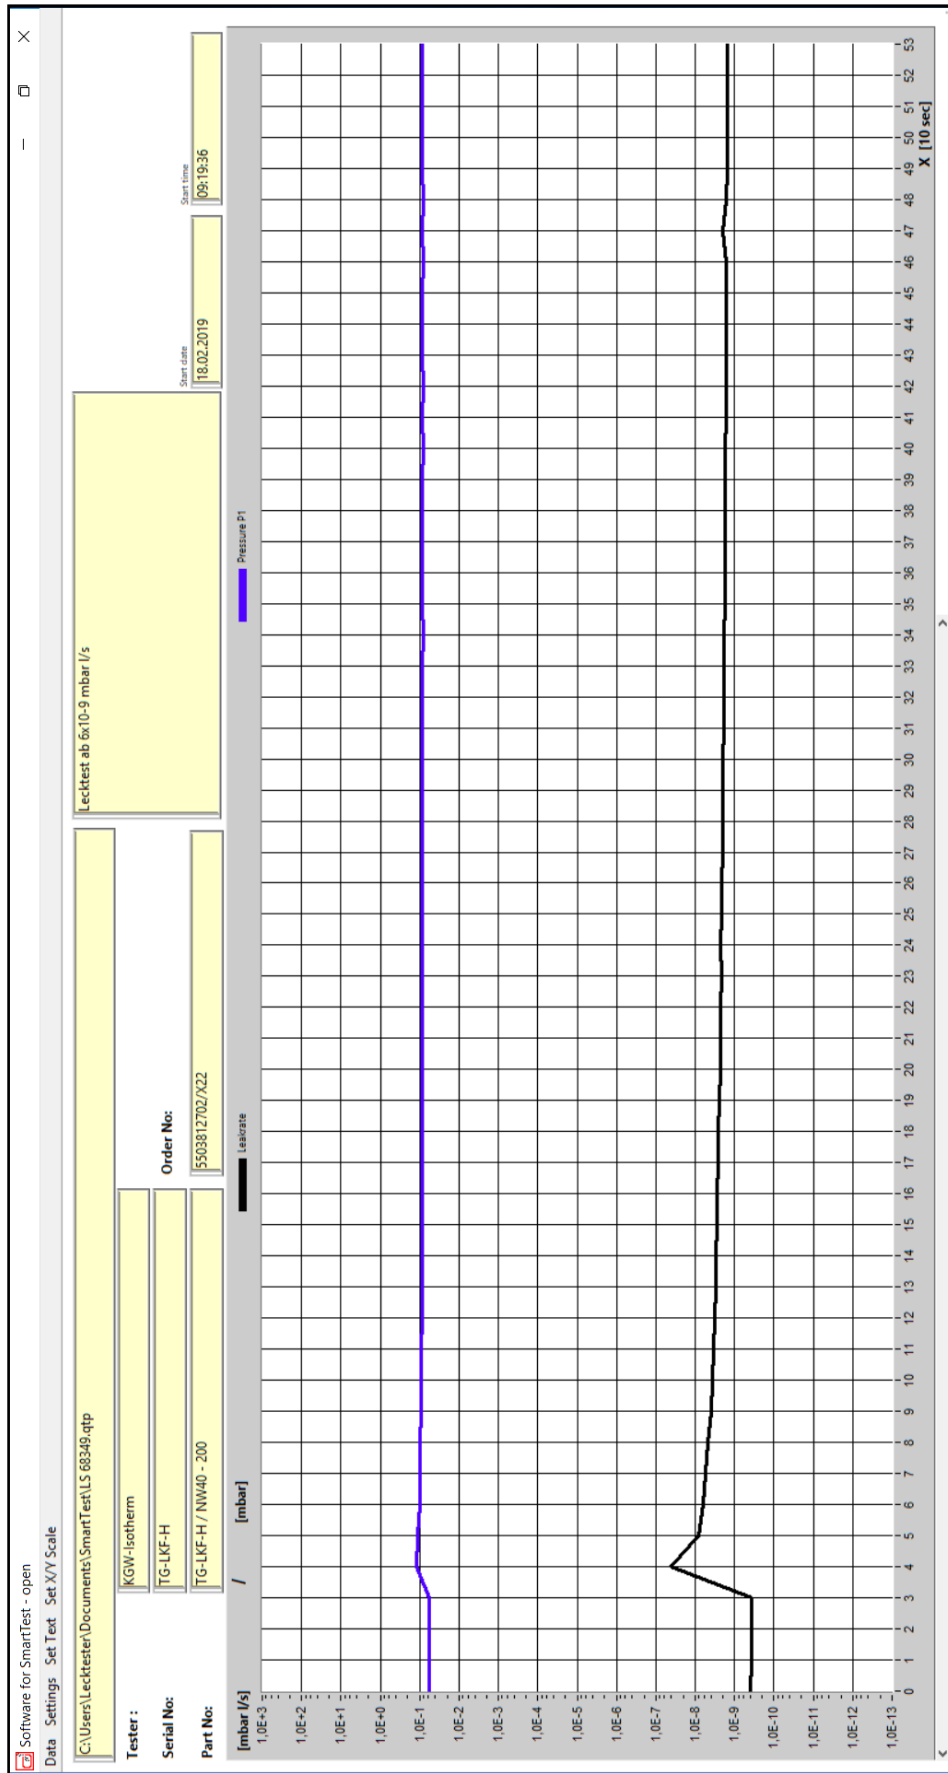 Software for SmartTest - open
Data Settings Set Text Set X/Y Scale
C:\Users\Lecktester\Documents\SmartTest\LS 68349.qtp
Lecktest ab 6x10-9 mbar l/s
Tester : KGW-Isotherm
Serial No: TG-LKF-H Order No:
Start date Start time
Part No: TG-LKF-H / NW40 - 200 5503812702/X22 18.02.2019 09:19:36
[mbar l/s] / [mbar] Leakrate Pressure P1
1,0E+3
1,0E+2
1,0E+1
1,0E+0
1,0E-1
1,0E-2
1,0E-3
1,0E-4
1,0E-5
1,0E-6
1,0E-7
1,0E-8
1,0E-9
1,0E-10
1,0E-11
1,0E-12
1,0E-13
0 1 2 3 4 5 6 7 8 9 10 11 12 13 14 15 16 17 18 19 20 21 22 23 24 25 26 27 28 29 30 31 32 33 34 35 36 37 38 39 40 41 42 43 44 45 46 47 48 49 50 51 52 53
X [10 sec]